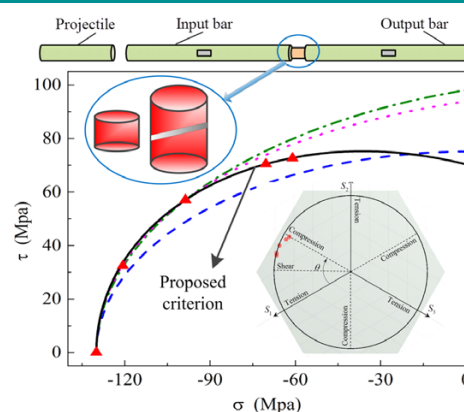 Projectile
Input bar
Output bar
τ (Mpa)
100
80
60
40
20
0
Proposed
criterion
S2
Tension
Compression
Compression
Shear
θ
Tension
Tension
Compression
S1
S3
-120
-90
-60
-30
0
σ (Mpa)